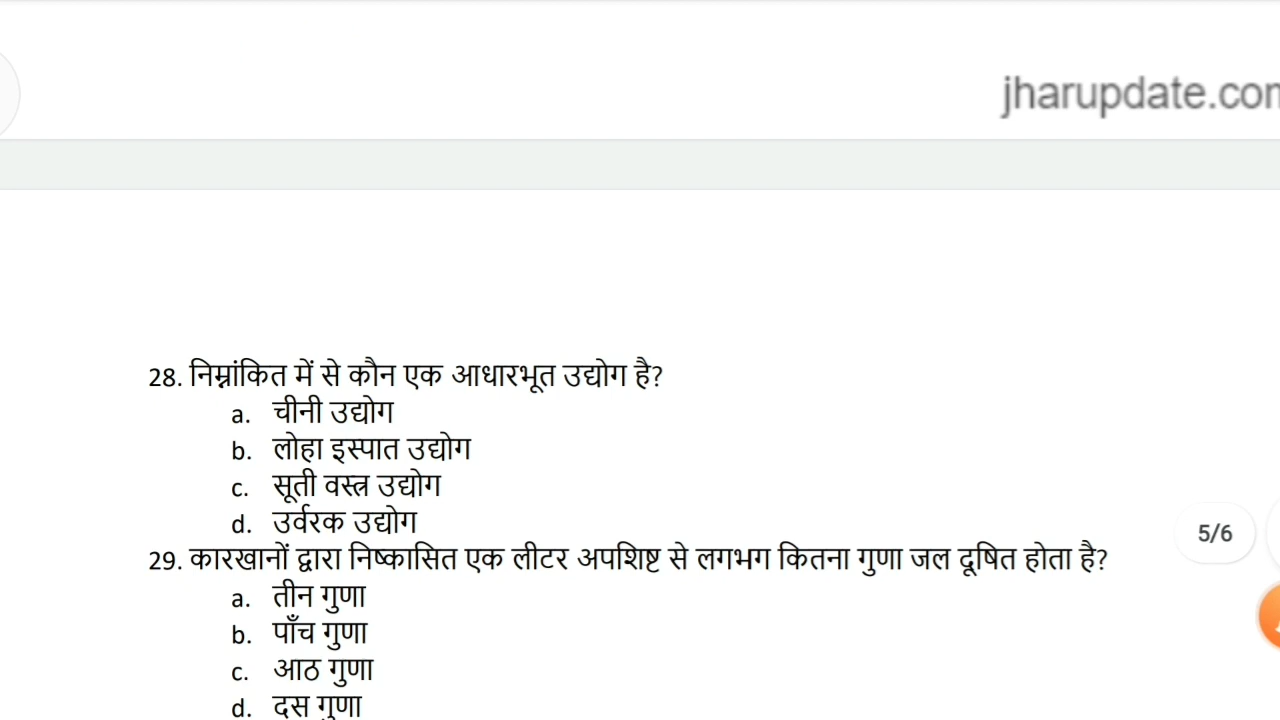 jharupdate.com
28. निम्नांकित में से कौन एक आधारभूत उद्योग है?
a. चीनी उद्योग
b. लोहा इस्पात उद्योग
c. सूती वस्त्र उद्योग
d. उर्वरक उद्योग
5/6
29. कारखानों द्वारा निष्कासित एक लीटर अपशिष्ट से लगभग कितना गुणा जल दूषित होता है?
a. तीन गुणा
b. पाँच गुणा
c. आठ गुणा
d. दस गुणा